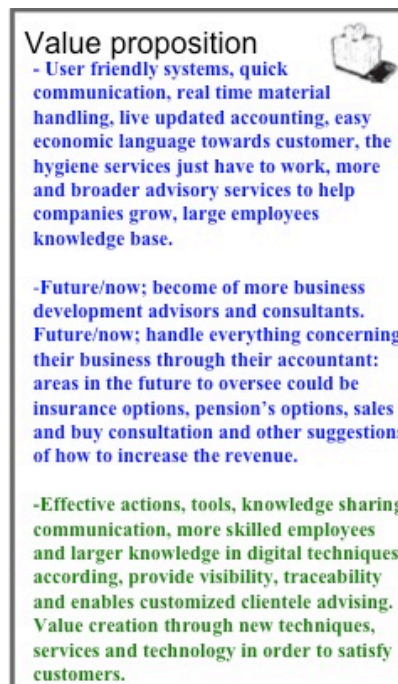 Value proposition
- User friendly systems, quick
communication, real time material
handling, live updated accounting, easy
economic language towards customer, the
hygiene services just have to work, more
and broader advisory services to help
companies grow, large employees
knowledge base.
-Future/now; become of more business
development advisors and consultants.
Future/now; handle everything concerning
their business through their accountant:
areas in the future to oversee could be
insurance options, pension’s options, sales
and buy consultation and other suggestions
of how to increase the revenue.
-Effective actions, tools, knowledge sharing
communication, more skilled employees
and larger knowledge in digital techniques
according, provide visibility, traceability
and enables customized clientele advising.
Value creation through new techniques,
services and technology in order to satisfy
customers.